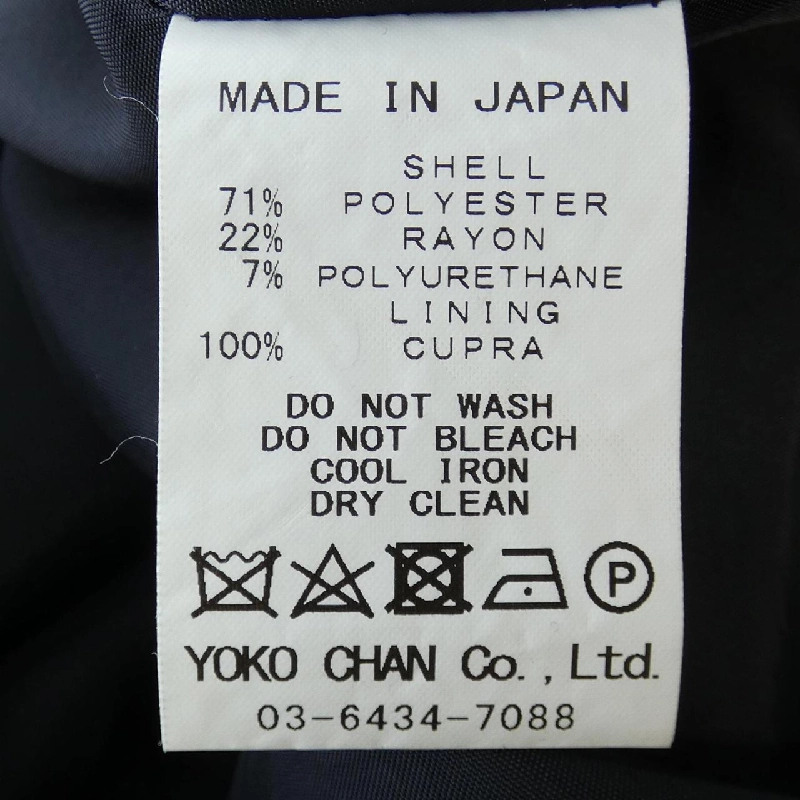 MADE IN JAPAN
SHELL
71% POLYESTER
22% RAYON
7% POLYURETHANE
LINING
100% CUPRA
DO NOT WASH
DO NOT BLEACH
COOL IRON
DRY CLEAN
P
YOKO CHAN Co., Ltd.
03-6434-7088